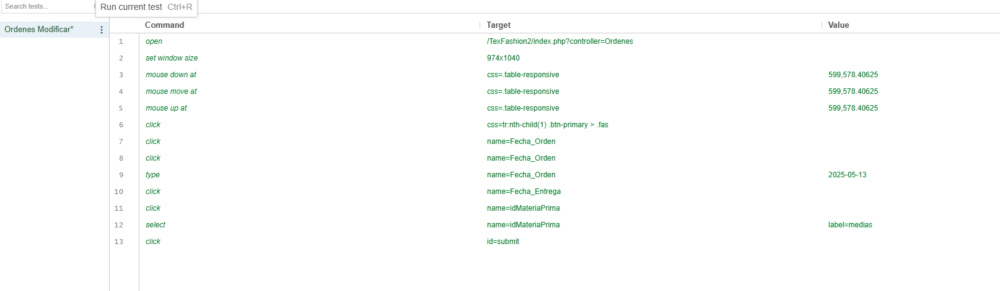 Search tests...
Run current test Ctrl+R
Ordenes Modificar*
Command Target Value
1 open /TexFashion2/index.php?controller=Ordenes
2 set window size 974x1040
3 mouse down at css=.table-responsive 599,578.40625
4 mouse move at css=.table-responsive 599,578.40625
5 mouse up at css=.table-responsive 599,578.40625
6 click css=tr:nth-child(1) .btn-primary > .fas
7 click name=Fecha_Orden
8 click name=Fecha_Orden
9 type name=Fecha_Orden 2025-05-13
10 click name=Fecha_Entrega
11 click name=idMateriaPrima
12 select name=idMateriaPrima label=medias
13 click id=submit